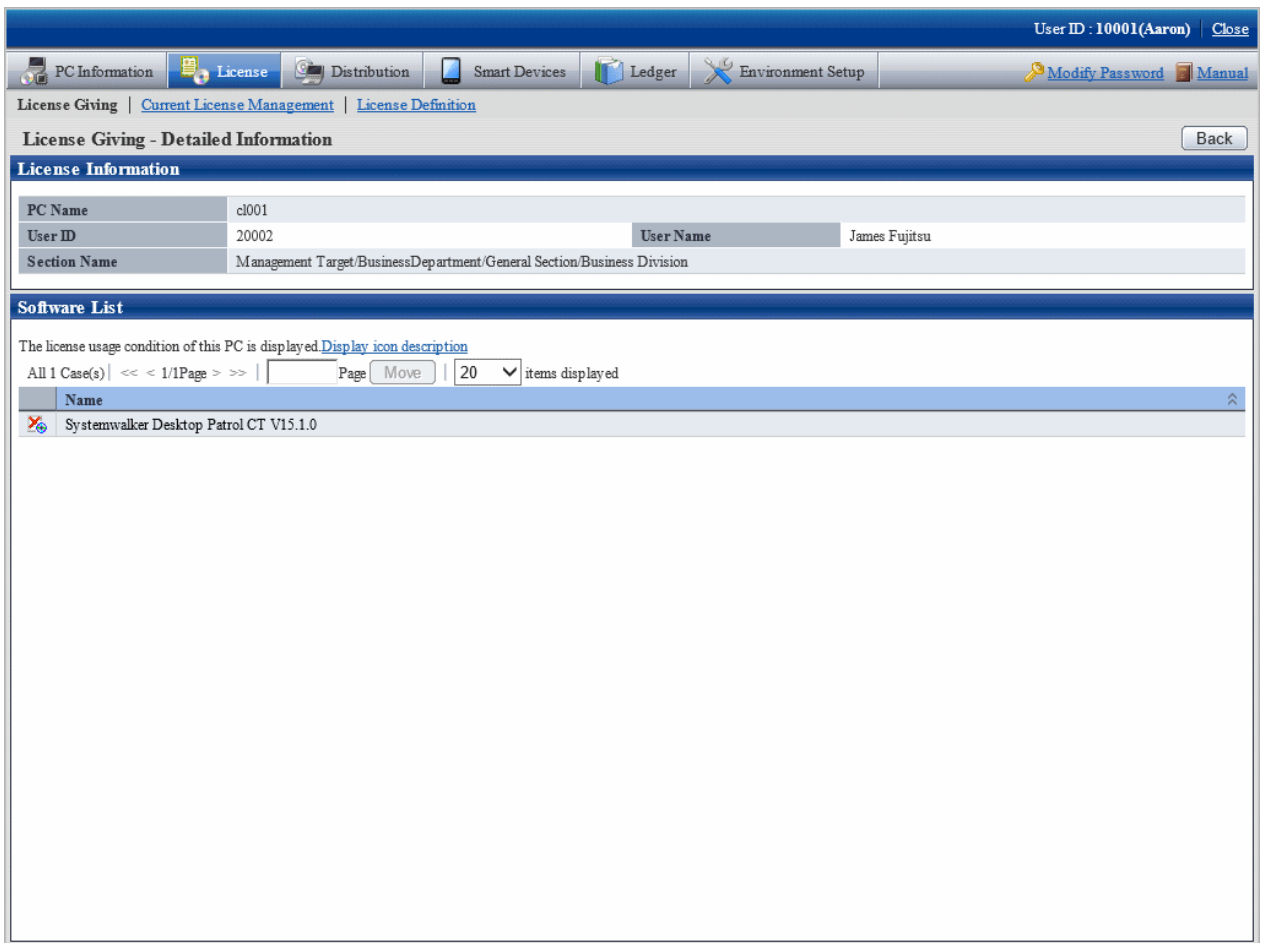 User ID : 10001(Aaron) Close
PC Information License Distribution Smart Devices Ledger Environment Setup Modify Password Manual
License Giving | Current License Management | License Definition
License Giving - Detailed Information Back
License Information
PC Name cl001
User ID 20002 User Name James Fujitsu
Section Name Management Target/BusinessDepartment/General Section/Business Division
Software List
The license usage condition of this PC is displayed.Display icon description
All 1 Case(s) | << < 1/1Page > >> | Page Move | 20 items displayed
Name
Systemwalker Desktop Patrol CT V15.1.0